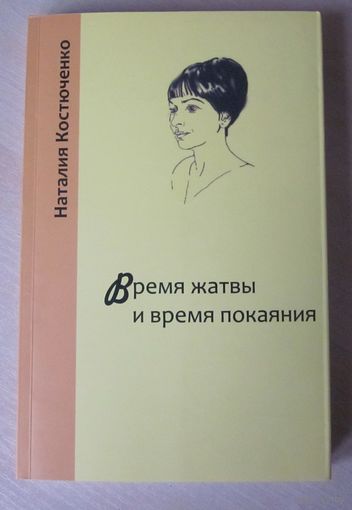 Наталия Костюченко
Время жатвы
и время покаяния